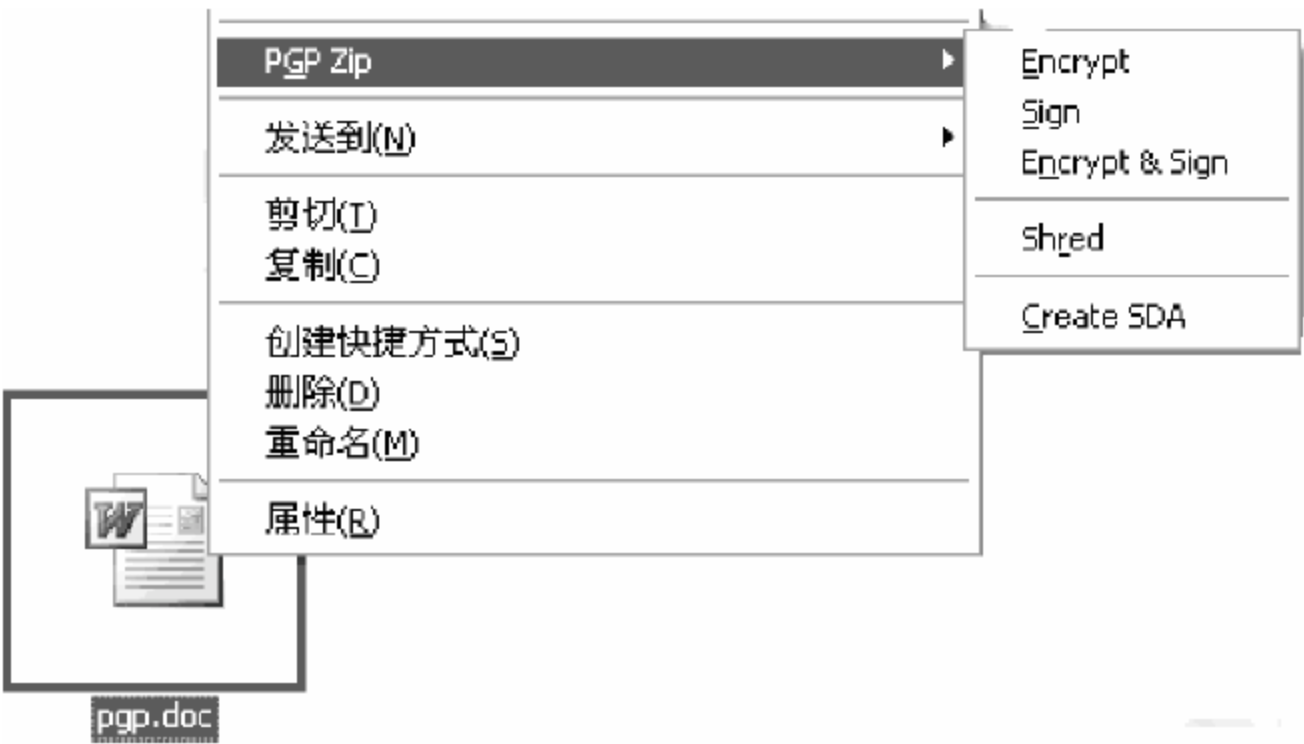 PGP Zip
发送到(N)
剪切(T)
复制(C)
创建快捷方式(S)
删除(D)
重命名(M)
属性(R)
Encrypt
Sign
Encrypt & Sign
Shred
Create SDA
W
pgp.doc